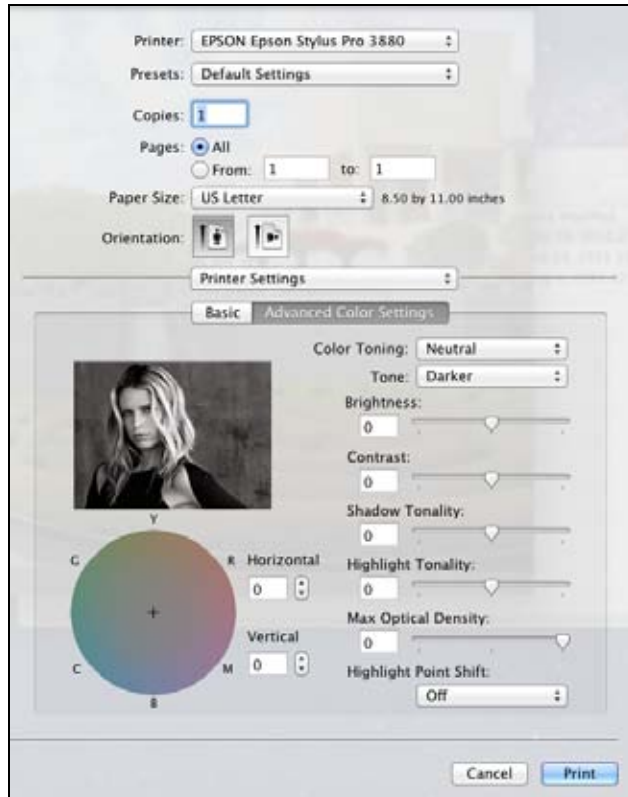 Printer: EPSON Epson Stylus Pro 3880
Presets: Default Settings
Copies: 1
Pages: All
From: 1 to: 1
Paper Size: US Letter 8.50 by 11.00 inches
Orientation:
Printer Settings
Basic Advanced Color Settings
Color Toning: Neutral
Tone: Darker
Brightness:
0
Contrast:
0
Shadow Tonality:
0
Y
G R
C M
B
Horizontal
0
Vertical
0
Highlight Tonality:
0
Max Optical Density:
0
Highlight Point Shift:
Off
Cancel Print